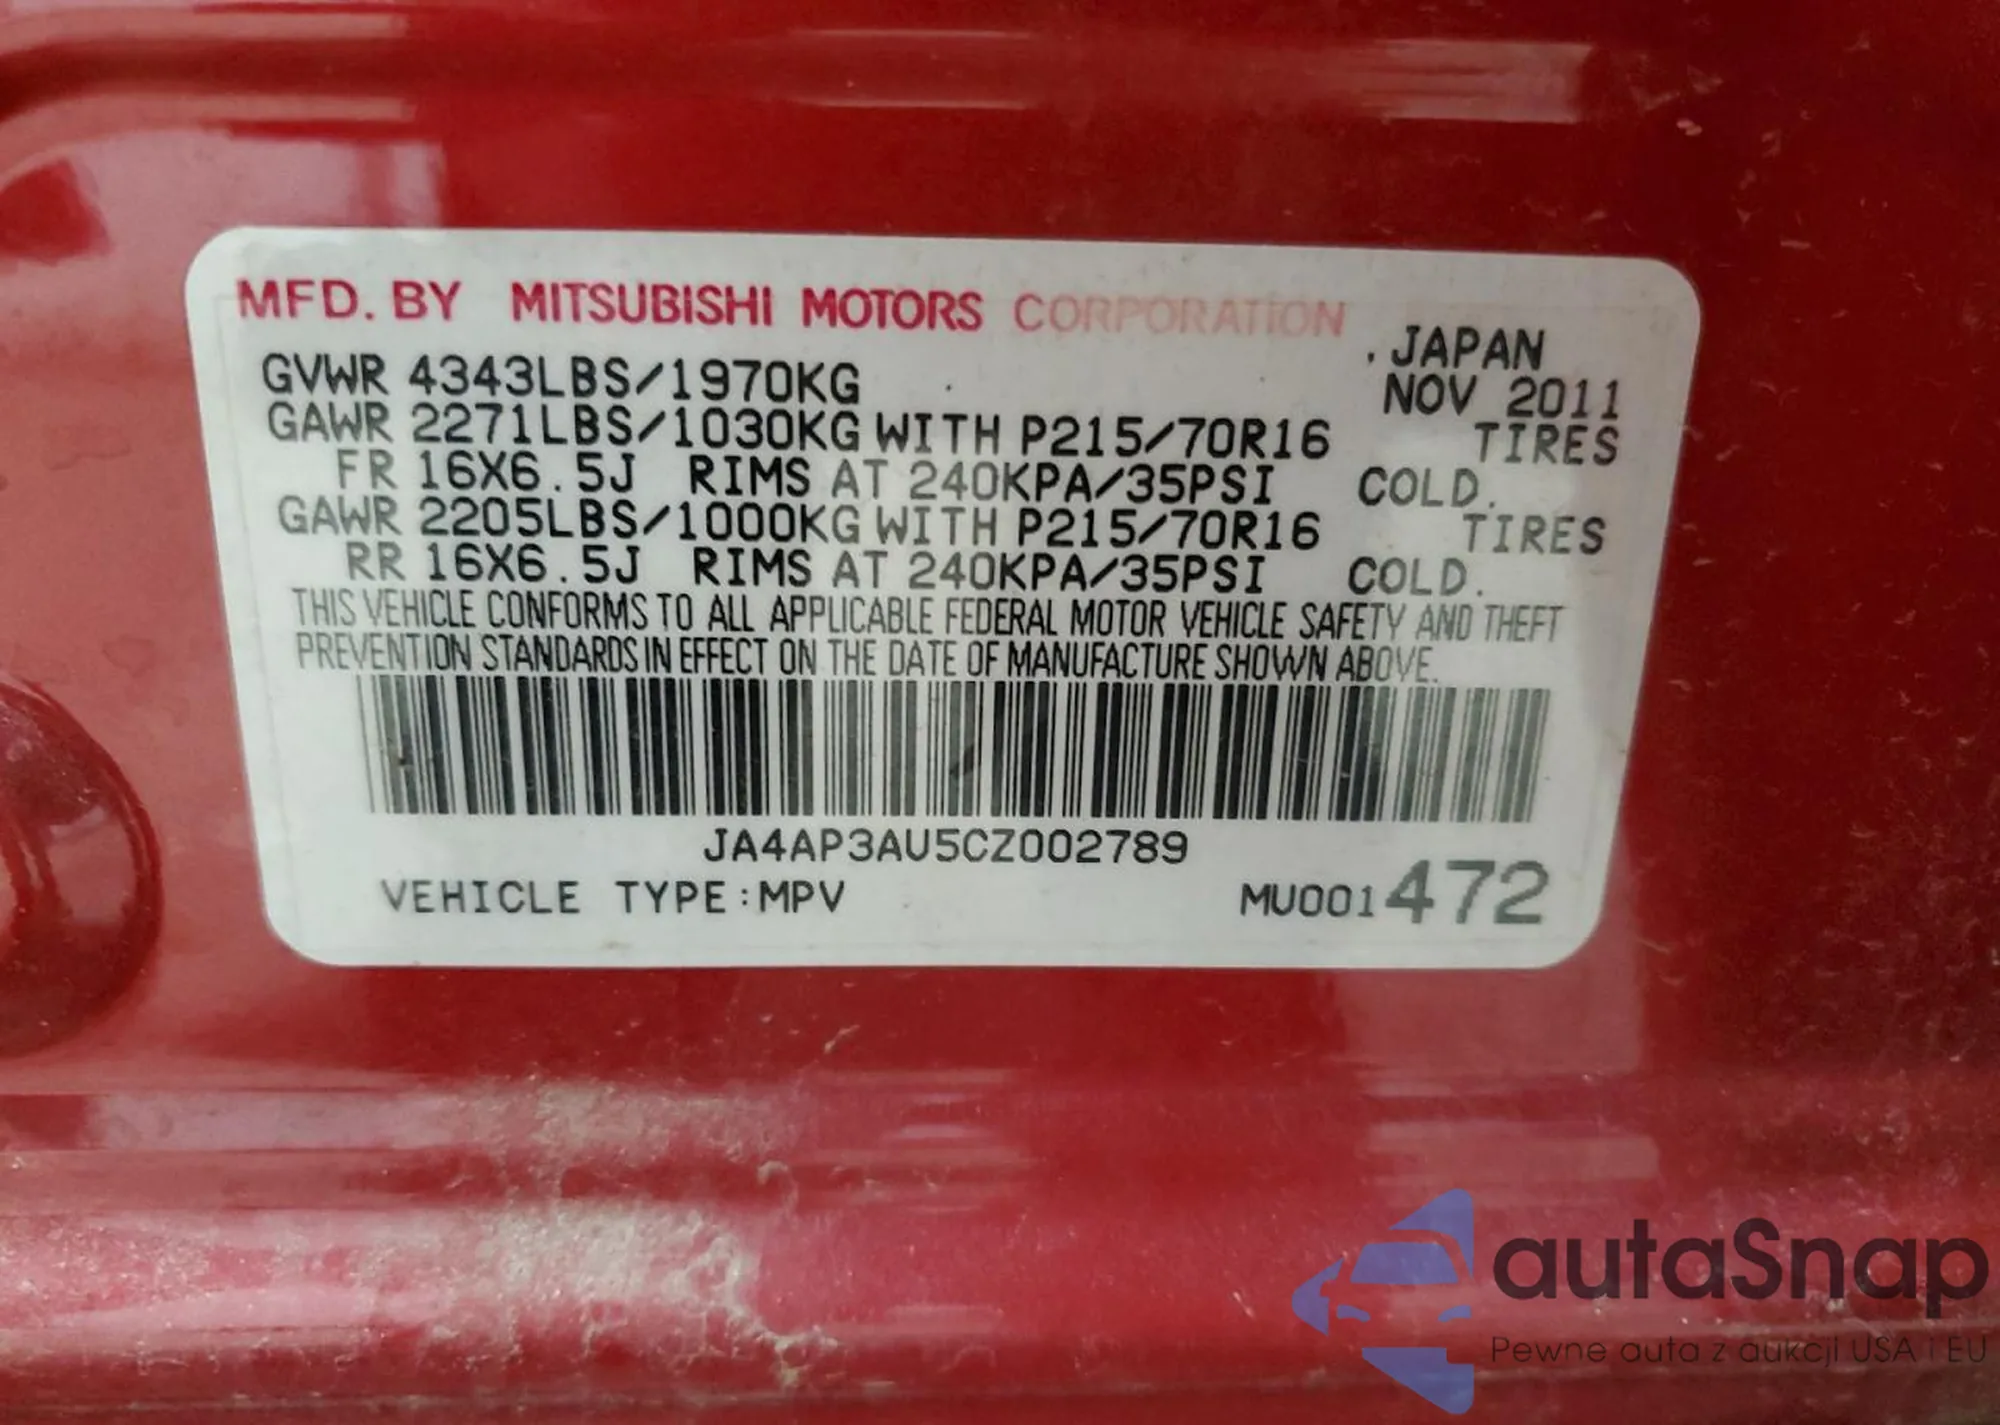 MFD. BY MITSUBISHI MOTORS CORPORATION
. JAPAN
GVWR 4343LBS/1970KG NOV 2011
GAWR 2271LBS/1030KG WITH P215/70R16 TIRES
FR 16X6.5J RIMS AT 240KPA/35PSI COLD.
GAWR 2205LBS/1000KG WITH P215/70R16 TIRES
RR 16X6.5J RIMS AT 240KPA/35PSI COLD.
THIS VEHICLE CONFORMS TO ALL APPLICABLE FEDERAL MOTOR VEHICLE SAFETY AND THEFT
PREVENTION STANDARDS IN EFFECT ON THE DATE OF MANUFACTURE SHOWN ABOVE.
JA4AP3AU5CZ002789
VEHICLE TYPE:MPV MU001472
autaSnap
Pewne auta z aukcji USA i EU